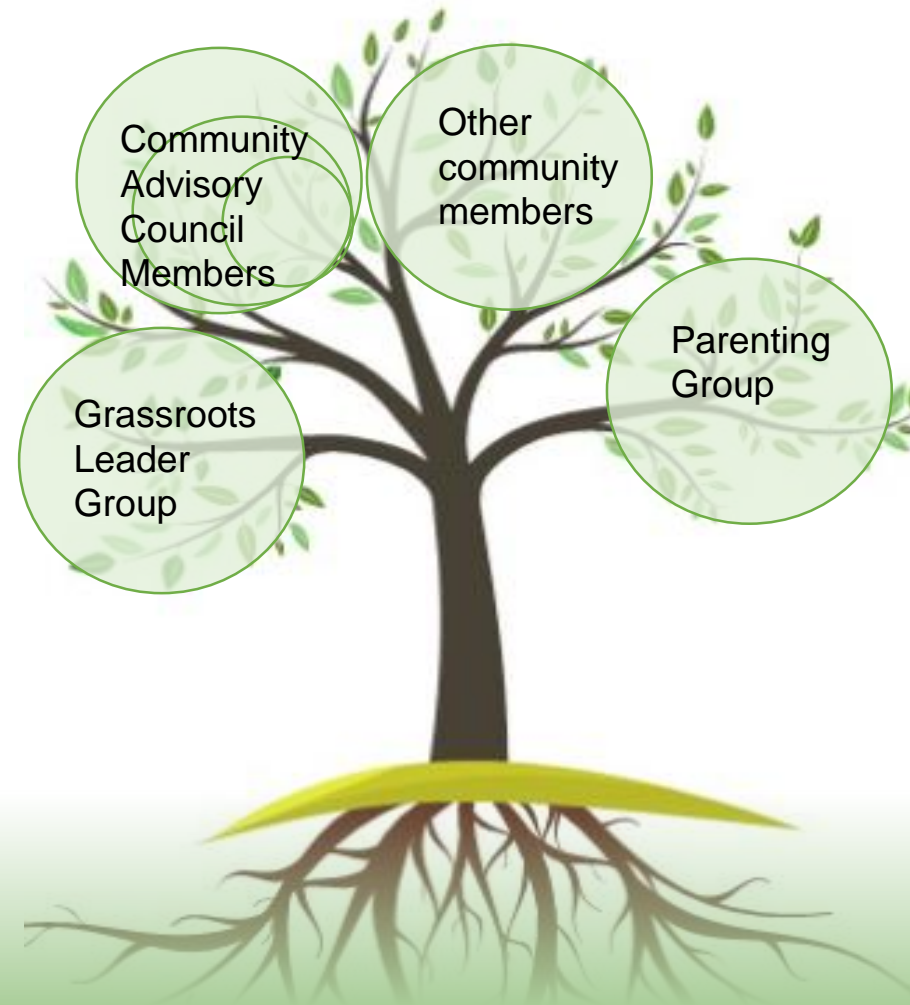 Community
Advisory
Council
Members
Other
community
members
Parenting
Group
Grassroots
Leader
Group